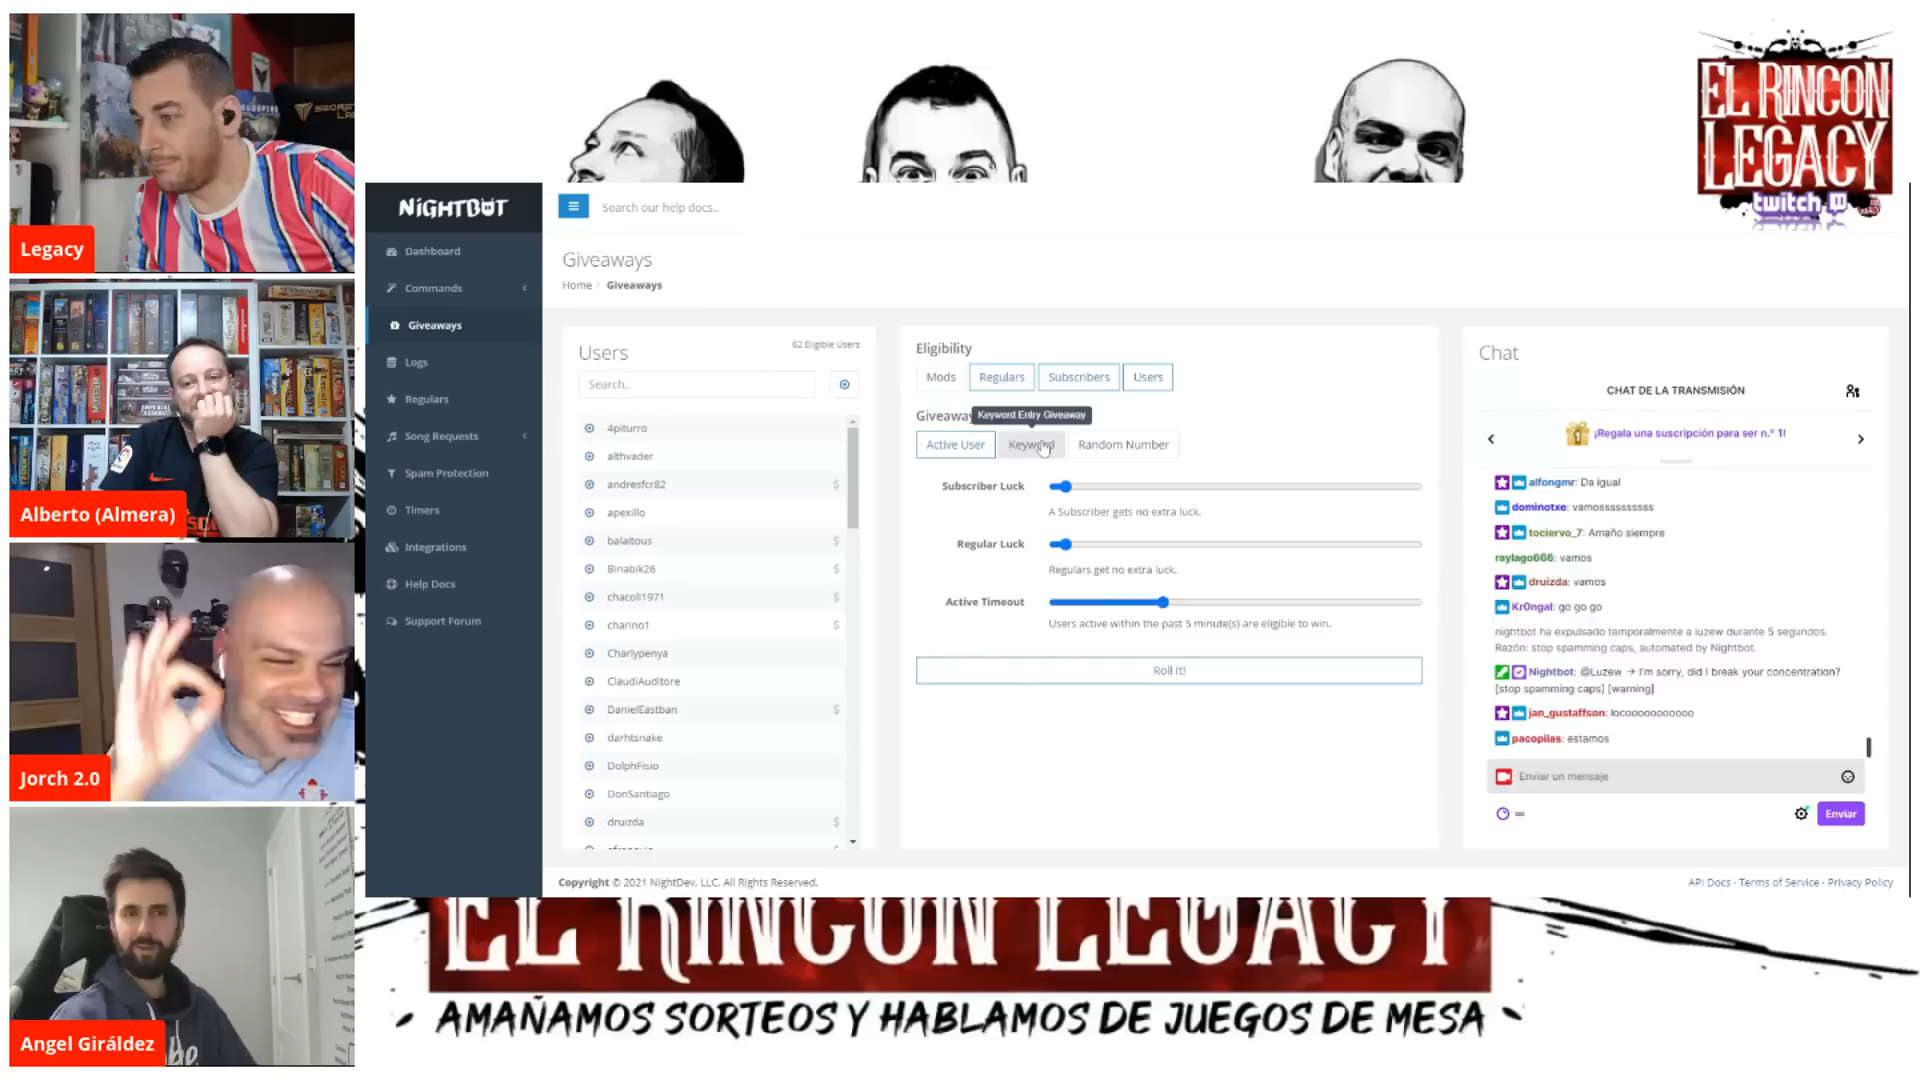 Legacy
Alberto (Almera)
Jorch 2.0
Angel Giráldez
EL RINCON
LEGACY
twitch
NIGHTBOT
Search our help docs..
Dashboard
Commands
Giveaways
Logs
Regulars
Song Requests
Spam Protection
Timers
Integrations
Help Docs
Support Forum
Giveaways
Home / Giveaways
Users
62 Eligible Users
Search..
4piturro
althvader
andresfcr82 $
apexillo
balaitous $
Binabik26 $
chacoli1971 $
charino1 $
Charlypenya
ClaudiAuditore
DanielEastban $
darhtsnake
DolphFisio
DonSantiago
druizda $
Eligibility
Mods Regulars Subscribers Users
Giveaway
Keyword Entry Giveaway
Active User Keyword Random Number
Subscriber Luck
A Subscriber gets no extra luck.
Regular Luck
Regulars get no extra luck.
Active Timeout
Users active within the past 5 minute(s) are eligible to win.
Roll It!
Chat
CHAT DE LA TRANSMISIÓN
1 ¡Regala una suscripción para ser n.º 1!
alfongmr: Da igual
dominotxe: vamosssssssss
tociervo_7: Amaño siempre
raylago666: vamos
druizda: vamos
Kr0ngal: go go go
nightbot ha expulsado temporalmente a luzew durante 5 segundos.
Razón: stop spamming caps, automated by Nightbot.
Nightbot: @Luzew → I'm sorry, did I break your concentration?
[stop spamming caps] [warning]
jan_gustaffson: locooooooooooo
pacopilas: estamos
Enviar un mensaje
∞
Enviar
Copyright © 2021 NightDev, LLC. All Rights Reserved.
API Docs · Terms of Service · Privacy Policy
EL RINCON LEGACY
- AMAÑAMOS SORTEOS Y HABLAMOS DE JUEGOS DE MESA -